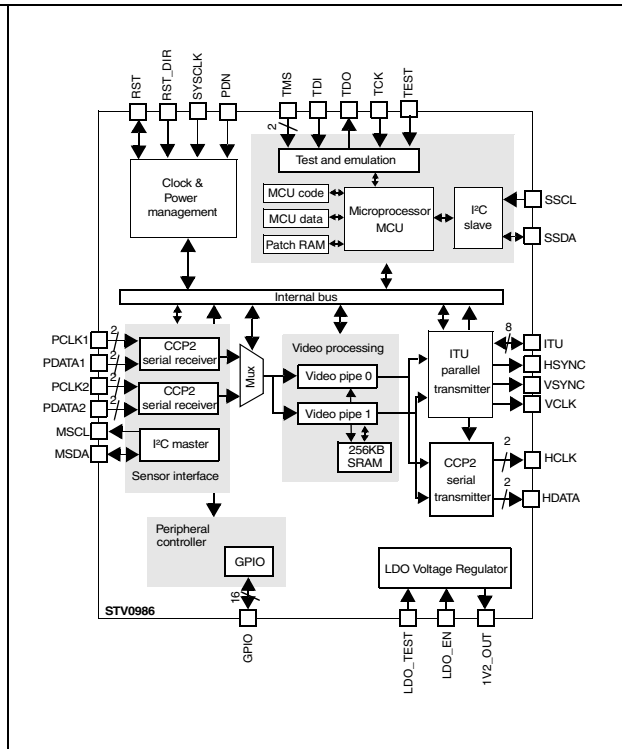 RST
RST_DIR
SYSCLK
PDN
TMS
TDI
TDO
TCK
TEST
2
Test and emulation
Clock &
Power
management
MCU code
MCU data
Patch RAM
Microprocessor
MCU
I²C
slave
SSCL
SSDA
Internal bus
PCLK1
2
PDATA1
2
PCLK2
2
PDATA2
2
MSCL
MSDA
CCP2
serial receiver
CCP2
serial receiver
I²C master
Sensor interface
Mux
Video processing
Video pipe 0
Video pipe 1
256KB
SRAM
ITU
parallel
transmitter
CCP2
serial
transmitter
8
ITU
HSYNC
VSYNC
VCLK
2
HCLK
2
HDATA
Peripheral
controller
GPIO
16
LDO Voltage Regulator
STV0986
GPIO
LDO_TEST
LDO_EN
1V2_OUT